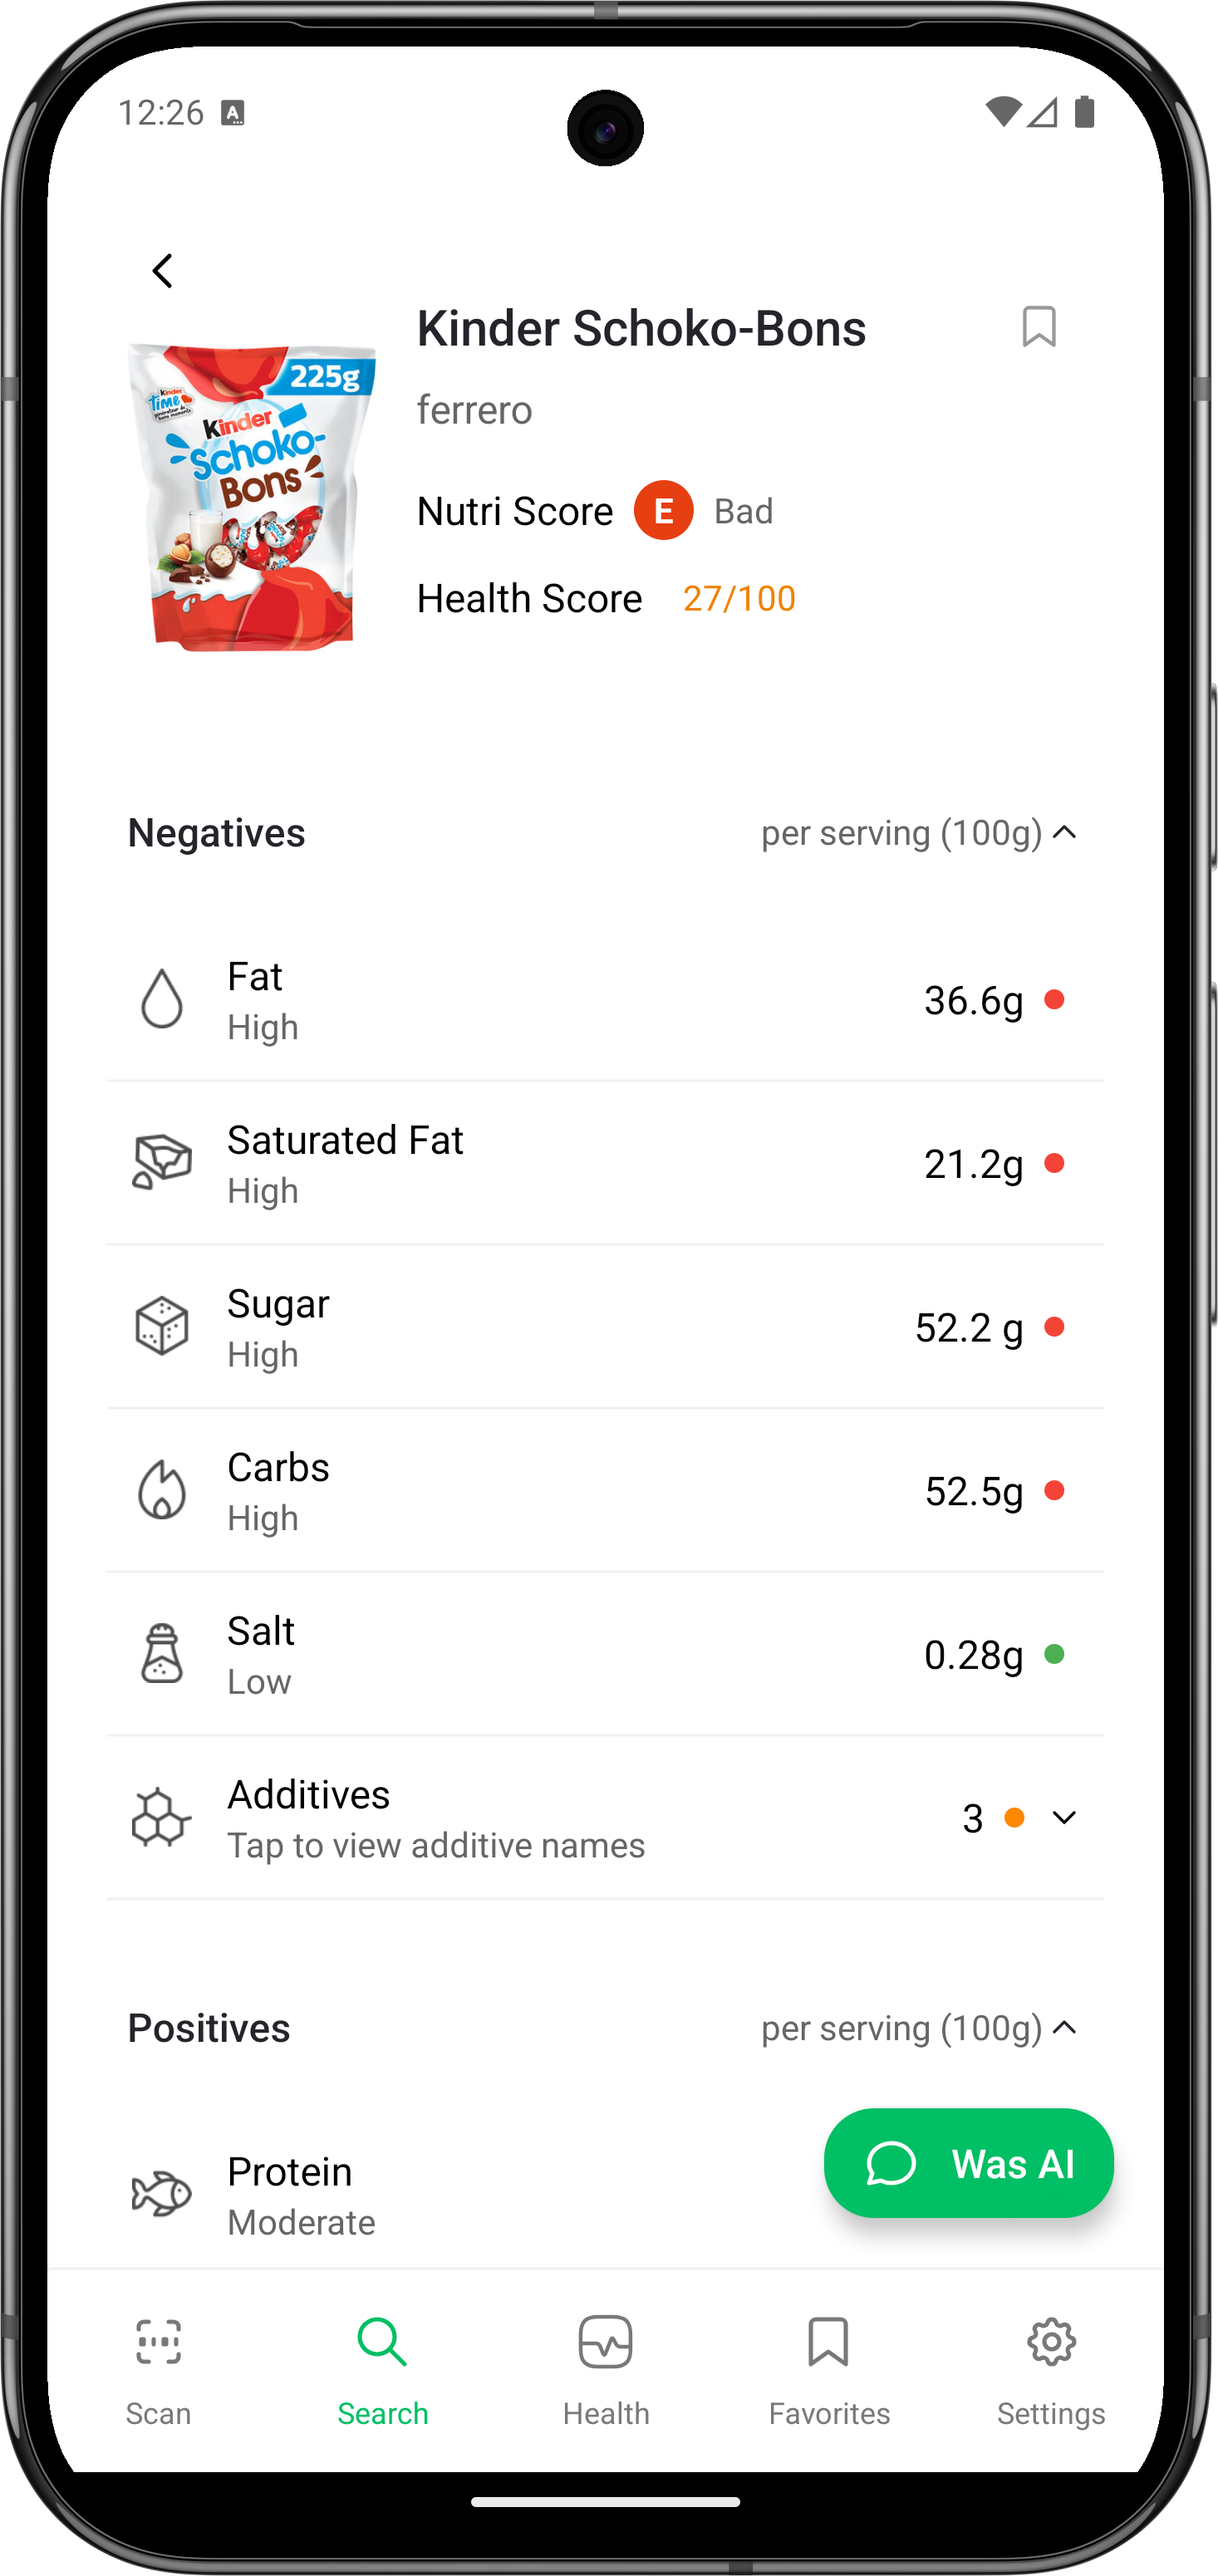 12:26
A
Kinder Schoko-Bons
ferrero
Nutri Score E Bad
Health Score 27/100
225g
Kinder
time
Kinder
Schoko-
Bons
Negatives per serving (100g)
Fat
High
36.6g
Saturated Fat
High
21.2g
Sugar
High
52.2 g
Carbs
High
52.5g
Salt
Low
0.28g
Additives
Tap to view additive names
3
Positives per serving (100g)
Protein
Moderate
Was AI
Scan
Search
Health
Favorites
Settings